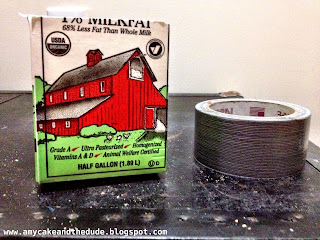 1% MILKFAT
68% Less Fat Than Whole Milk
USDA
ORGANIC
Grade A ✓ Ultra Pasteurized ✓ Homogenized
Vitamins A & D ✓ Animal Welfare Certified
HALF GALLON (1.89 L)
www.amycakeandthedude.blogspot.com